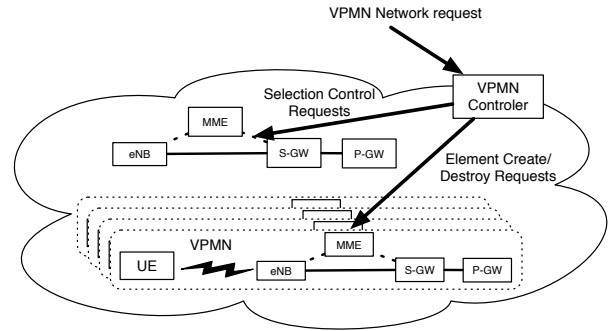 VPMN Network request
VPMN
Controler
Selection Control
Requests
MME
eNB
S-GW
P-GW
Element Create/
Destroy Requests
VPMN
MME
UE
eNB
S-GW
P-GW